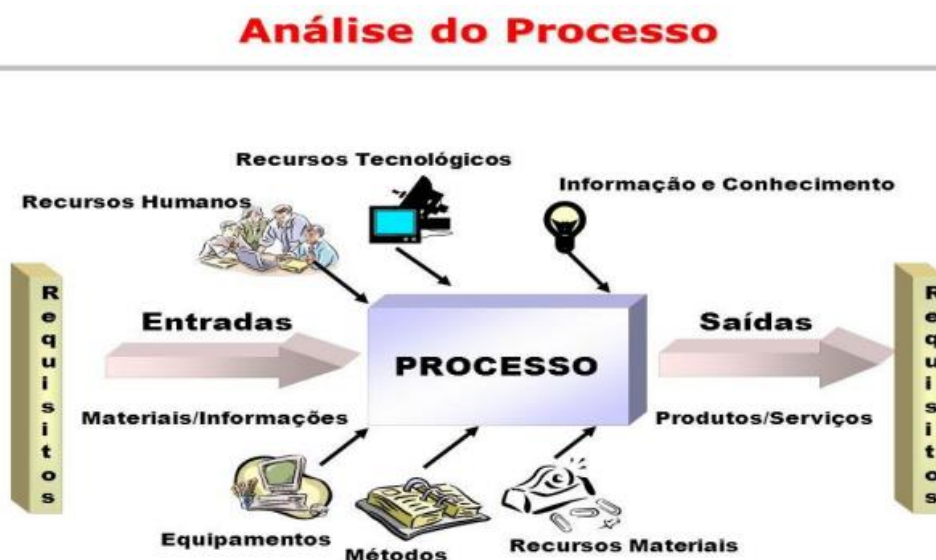 Análise do Processo
Recursos Tecnológicos
Informação e Conhecimento
Recursos Humanos
Requisitos
Entradas
PROCESSO
Saídas
Requisitos
Materiais/Informações
Produtos/Serviços
Equipamentos
Métodos
Recursos Materiais